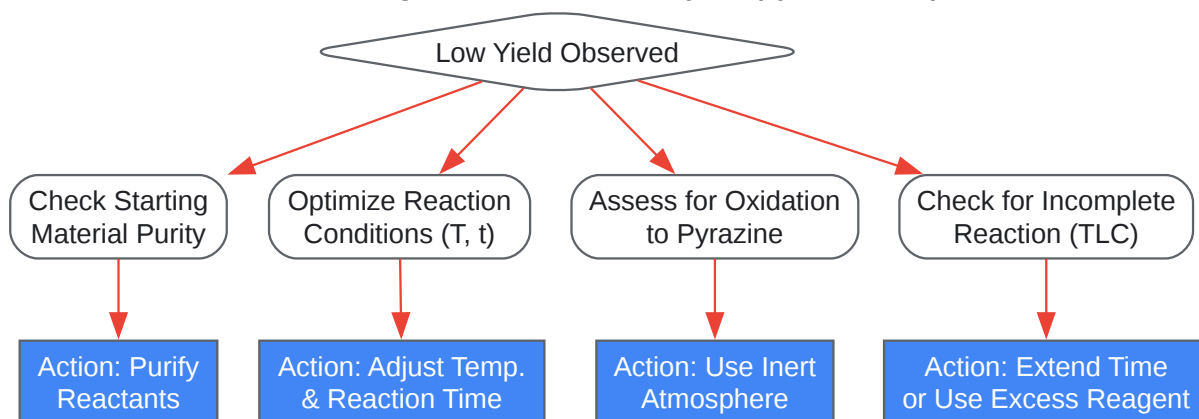 Low Yield Observed
Check Starting
Material Purity
Optimize Reaction
Conditions (T, t)
Assess for Oxidation
to Pyrazine
Check for Incomplete
Reaction (TLC)
Action: Purify
Reactants
Action: Adjust Temp.
& Reaction Time
Action: Use Inert
Atmosphere
Action: Extend Time
or Use Excess Reagent